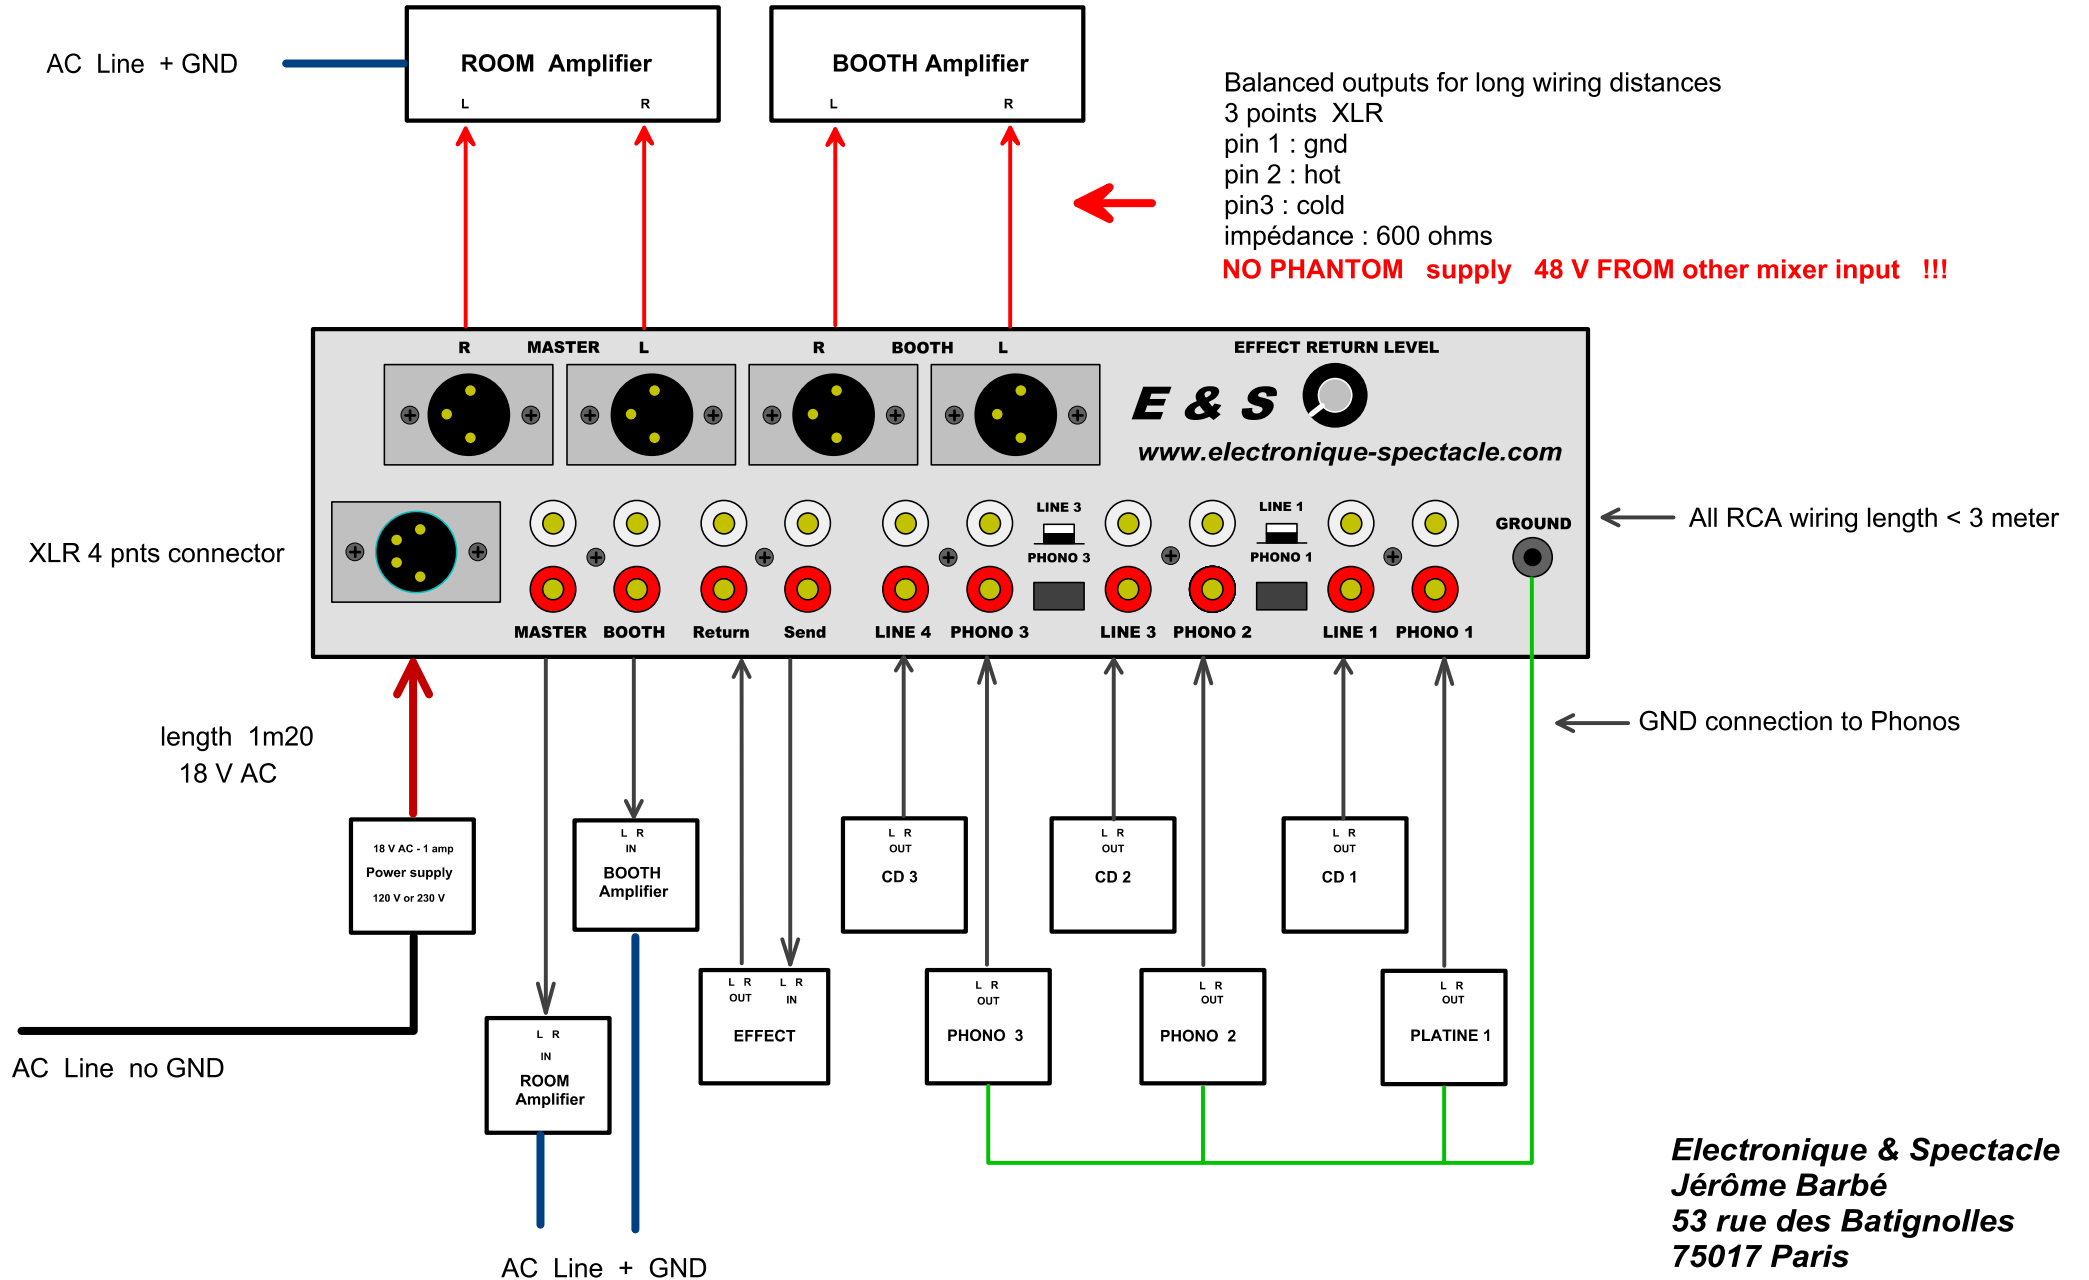 ROOM  Amplifier
L
R
BOOTH Amplifier
L
R
AC  Line  + GND
Balanced outputs for long wiring distances
3 points  XLR
pin 1 : gnd
pin 2 : hot
pin3 : cold
impédance : 600 ohms
NO PHANTOM   supply   48 V FROM other mixer input   !!!
R
MASTER
L
R
BOOTH
L
EFFECT RETURN LEVEL
E & S
www.electronique-spectacle.com
XLR 4 pnts connector
LINE 3
PHONO 3
LINE 1
PHONO 1
GROUND
All RCA wiring length < 3 meter
MASTER
BOOTH
Return
Send
LINE 4
PHONO 3
LINE 3
PHONO 2
LINE 1
PHONO 1
GND connection to Phonos
length  1m20
18 V AC
18 V AC - 1 amp
Power supply
120 V or 230 V
L R
IN
BOOTH
Amplifier
L R
OUT
CD 3
L R
OUT
CD 2
L R
OUT
CD 1
L R
OUT
L R
IN
EFFECT
L R
OUT
PHONO  3
L R
OUT
PHONO  2
L R
OUT
PLATINE 1
AC  Line  no GND
L R
IN
ROOM
Amplifier
AC  Line  +  GND
Electronique & Spectacle
Jérôme Barbé
53 rue des Batignolles
75017 Paris